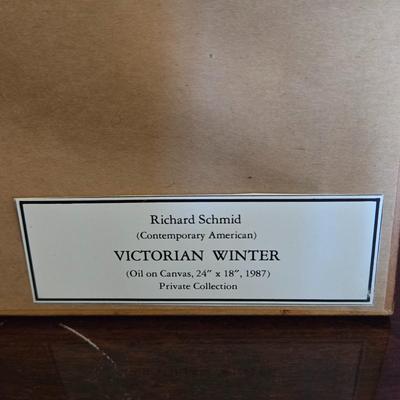 Richard Schmid
(Contemporary American)
VICTORIAN WINTER
(Oil on Canvas, 24″ x 18″, 1987)
Private Collection